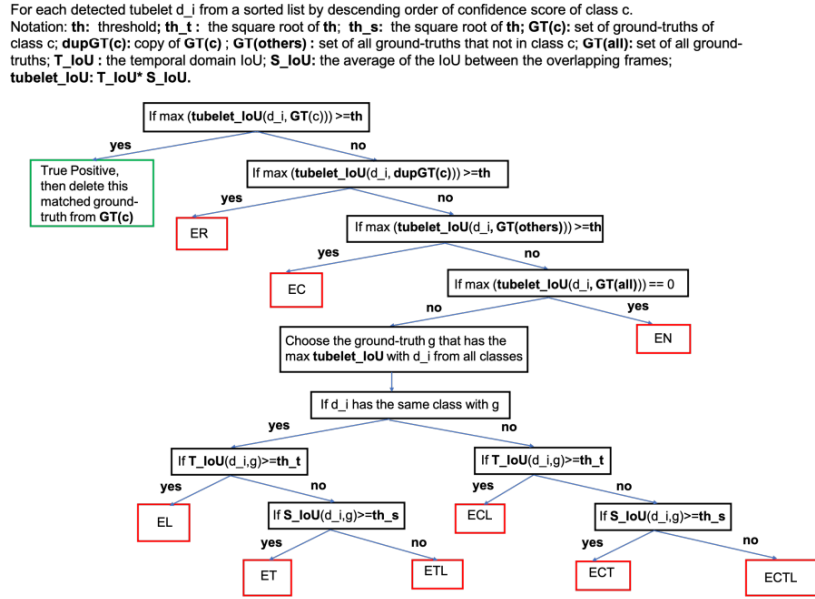 For each detected tubelet d_i from a sorted list by descending order of confidence score of class c.
Notation: th: threshold; th_t : the square root of th; th_s: the square root of th; GT(c): set of ground-truths of
class c; dupGT(c): copy of GT(c) ; GT(others) : set of all ground-truths that not in class c; GT(all): set of all ground-
truths; T_IoU : the temporal domain IoU; S_IoU: the average of the IoU between the overlapping frames;
tubelet_IoU: T_IoU* S_IoU.
If max (tubelet_IoU(d_i, GT(c))) >=th
yes
no
True Positive,
then delete this
matched ground-
truth from GT(c)
If max (tubelet_IoU(d_i, dupGT(c))) >=th
yes
no
ER
If max (tubelet_IoU(d_i, GT(others))) >=th
yes
no
EC
If max (tubelet_IoU(d_i, GT(all))) == 0
no
yes
EN
Choose the ground-truth g that has the
max tubelet_IoU with d_i from all classes
If d_i has the same class with g
yes
no
If T_IoU(d_i,g)>=th_t
If T_IoU(d_i,g)>=th_t
yes
no
yes
no
EL
If S_IoU(d_i,g)>=th_s
ECL
If S_IoU(d_i,g)>=th_s
yes
no
yes
no
ET
ETL
ECT
ECTL